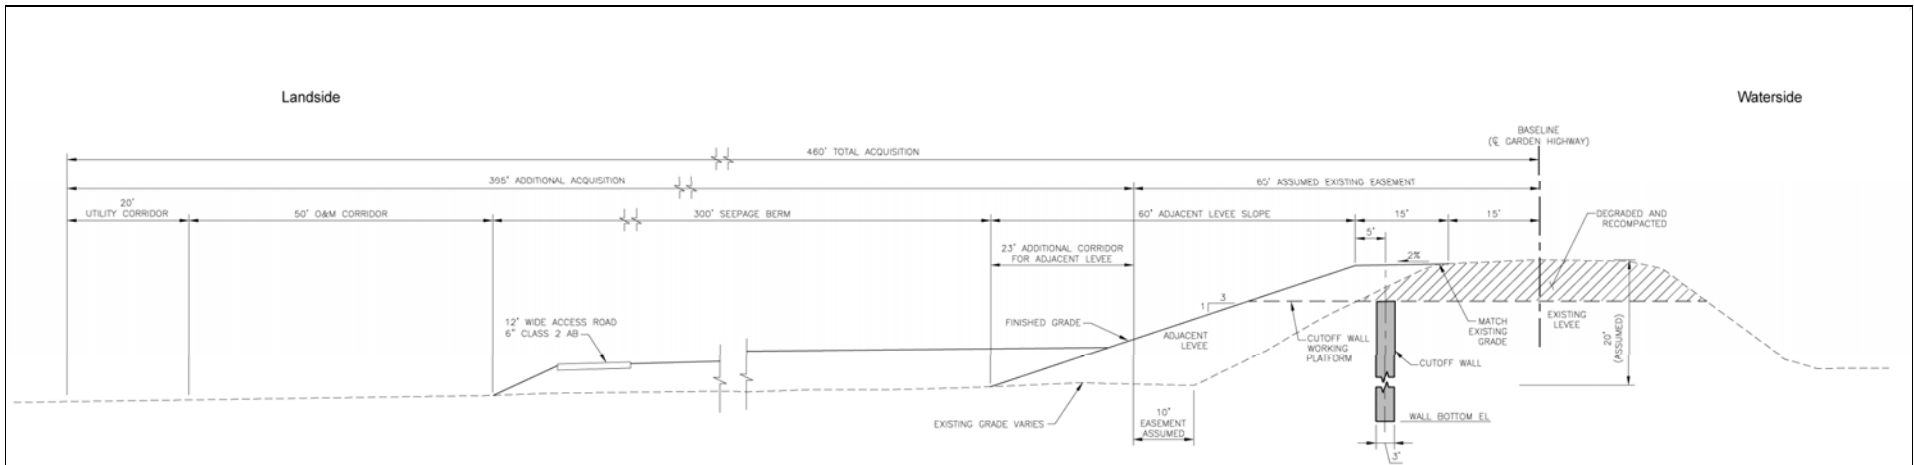 Landside
Waterside
BASELINE
(℄ GARDEN HIGHWAY)
460' TOTAL ACQUISITION
395' ADDITIONAL ACQUISITION
65' ASSUMED EXISTING EASEMENT
20'
UTILITY CORRIDOR
50' O&M CORRIDOR
300' SEEPAGE BERM
60' ADJACENT LEVEE SLOPE
15'
15'
DEGRADED AND
RECOMPACTED
5'
23' ADDITIONAL CORRIDOR
FOR ADJACENT LEVEE
2%
3
1
12' WIDE ACCESS ROAD
6" CLASS 2 AB
FINISHED GRADE
ADJACENT
LEVEE
CUTOFF WALL
WORKING
PLATFORM
MATCH
EXISTING
GRADE
EXISTING
LEVEE
20'
(ASSUMED)
CUTOFF WALL
EXISTING GRADE VARIES
10'
EASEMENT
ASSUMED
WALL BOTTOM EL
3'